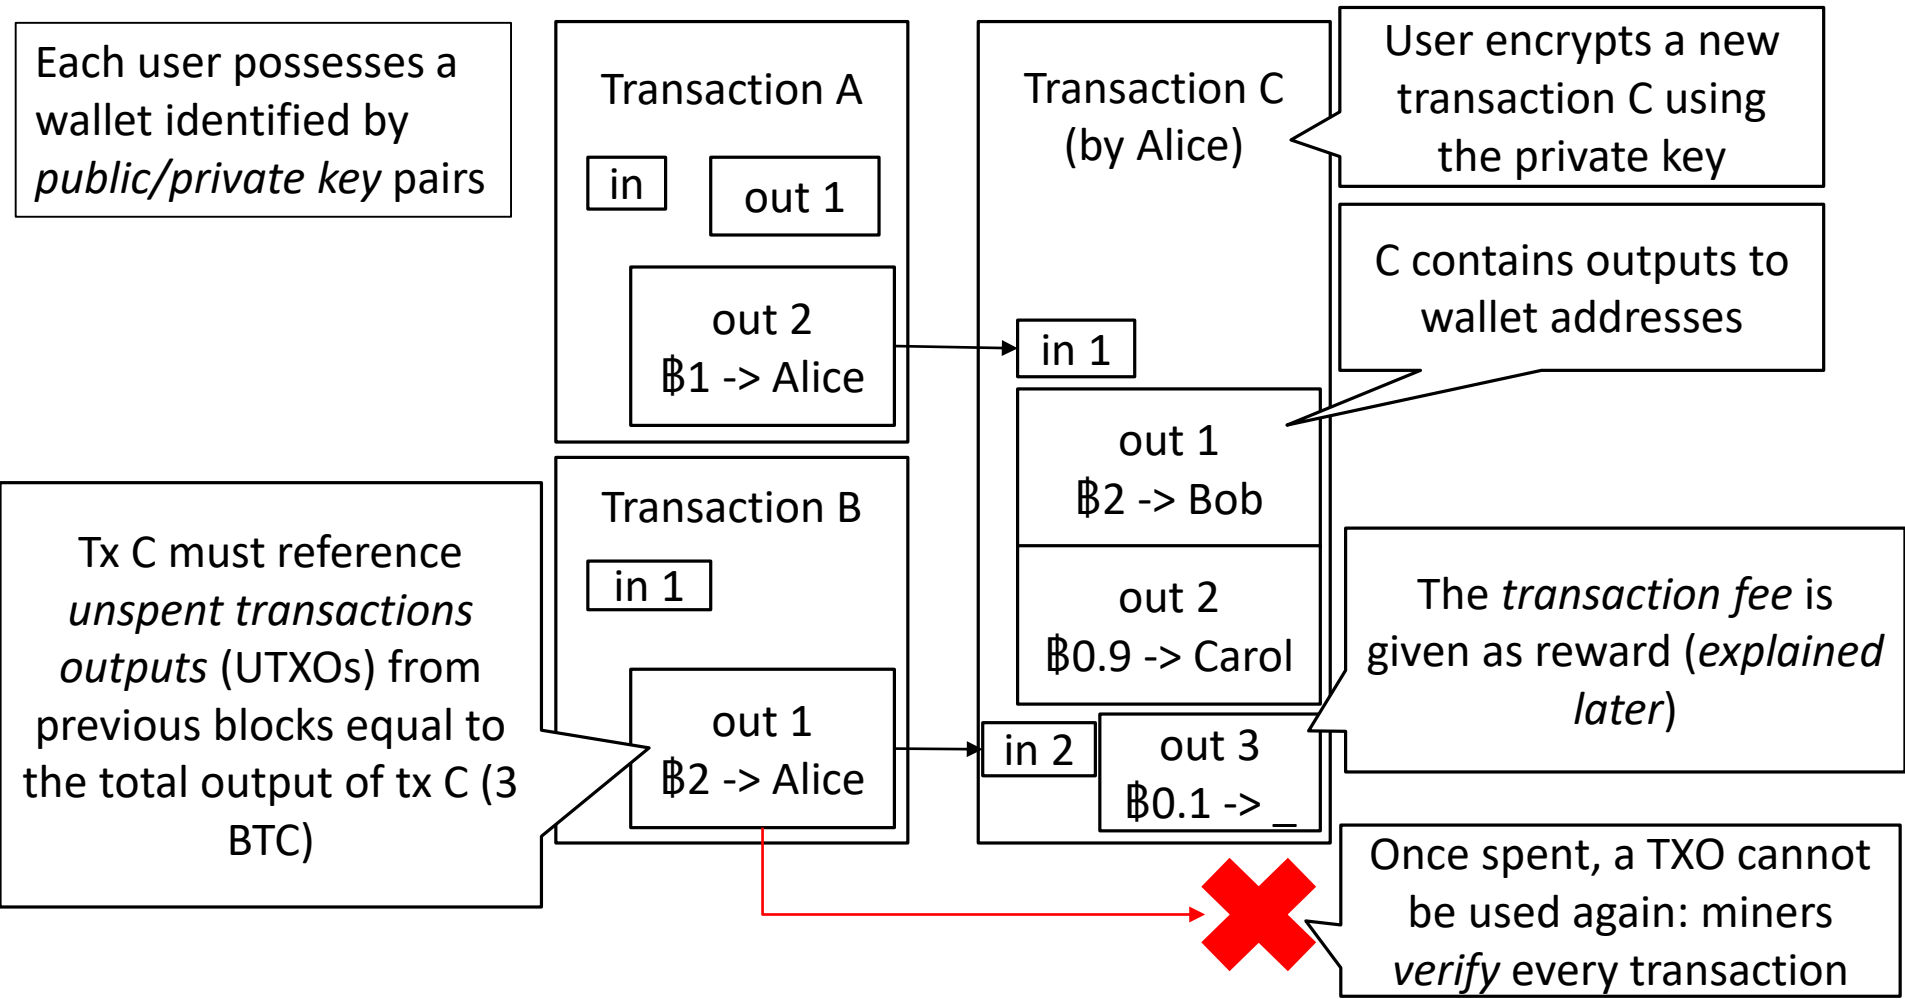 Each user possesses a
wallet identified by
public/private key pairs
Transaction A
in
out 1
out 2
฿1 -> Alice
Transaction B
in 1
out 1
฿2 -> Alice
Tx C must reference
unspent transactions
outputs (UTXOs) from
previous blocks equal to
the total output of tx C (3
BTC)
Transaction C
(by Alice)
in 1
out 1
฿2 -> Bob
out 2
฿0.9 -> Carol
in 2
out 3
฿0.1 -> _
User encrypts a new
transaction C using
the private key
C contains outputs to
wallet addresses
The transaction fee is
given as reward (explained
later)
Once spent, a TXO cannot
be used again: miners
verify every transaction